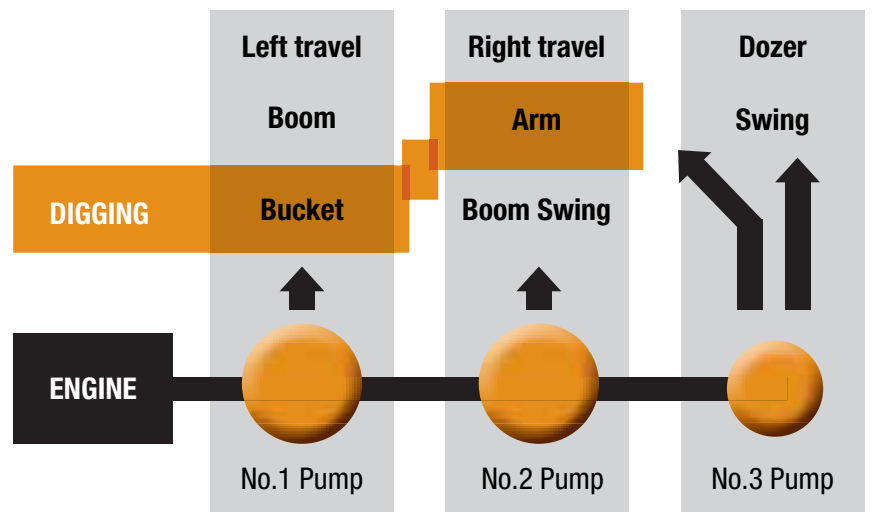 Left travel
Right travel
Dozer
Boom
Arm
Swing
DIGGING
Bucket
Boom Swing
ENGINE
No.1 Pump
No.2 Pump
No.3 Pump